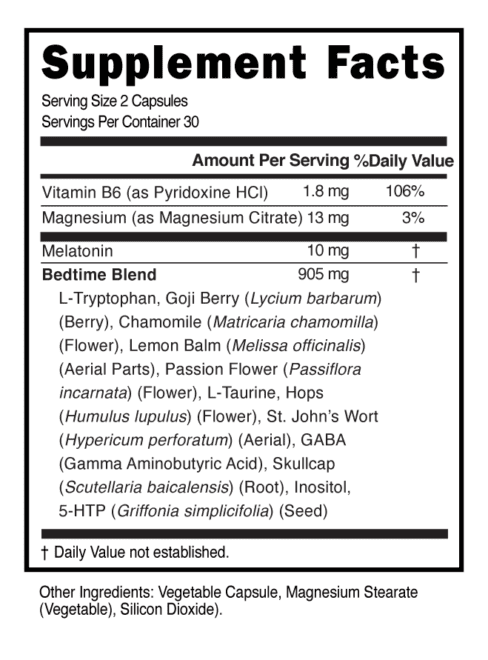 Supplement Facts
Serving Size 2 Capsules
Servings Per Container 30
Amount Per Serving %Daily Value
Vitamin B6 (as Pyridoxine HCl) 1.8 mg 106%
Magnesium (as Magnesium Citrate) 13 mg 3%
Melatonin 10 mg †
Bedtime Blend 905 mg †
L-Tryptophan, Goji Berry (Lycium barbarum)
(Berry), Chamomile (Matricaria chamomilla)
(Flower), Lemon Balm (Melissa officinalis)
(Aerial Parts), Passion Flower (Passiflora
incarnata) (Flower), L-Taurine, Hops
(Humulus lupulus) (Flower), St. John's Wort
(Hypericum perforatum) (Aerial), GABA
(Gamma Aminobutyric Acid), Skullcap
(Scutellaria baicalensis) (Root), Inositol,
5-HTP (Griffonia simplicifolia) (Seed)
† Daily Value not established.
Other Ingredients: Vegetable Capsule, Magnesium Stearate
(Vegetable), Silicon Dioxide).